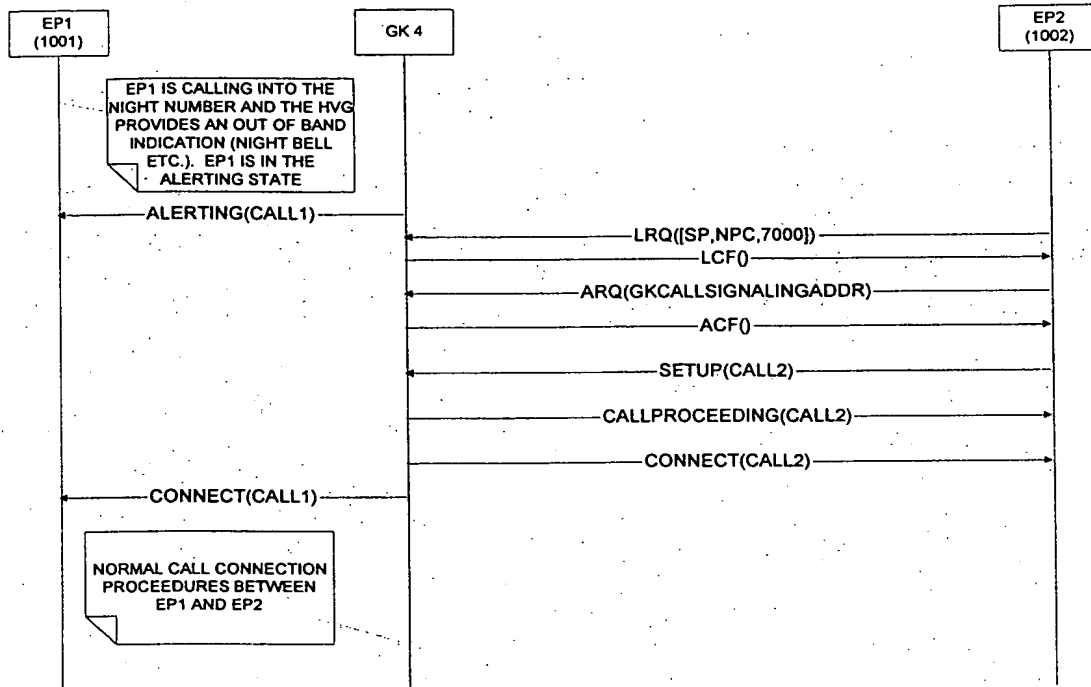 EP1
(1001)
GK 4
EP2
(1002)
EP1 IS CALLING INTO THE
NIGHT NUMBER AND THE HVG
PROVIDES AN OUT OF BAND
INDICATION (NIGHT BELL
ETC.). EP1 IS IN THE
ALERTING STATE
ALERTING(CALL1)
LRQ([SP,NPC,7000])
LCF()
ARQ(GKCALLSIGNALINGADDR)
ACF()
SETUP(CALL2)
CALLPROCEEDING(CALL2)
CONNECT(CALL2)
CONNECT(CALL1)
NORMAL CALL CONNECTION
PROCEEDURES BETWEEN
EP1 AND EP2